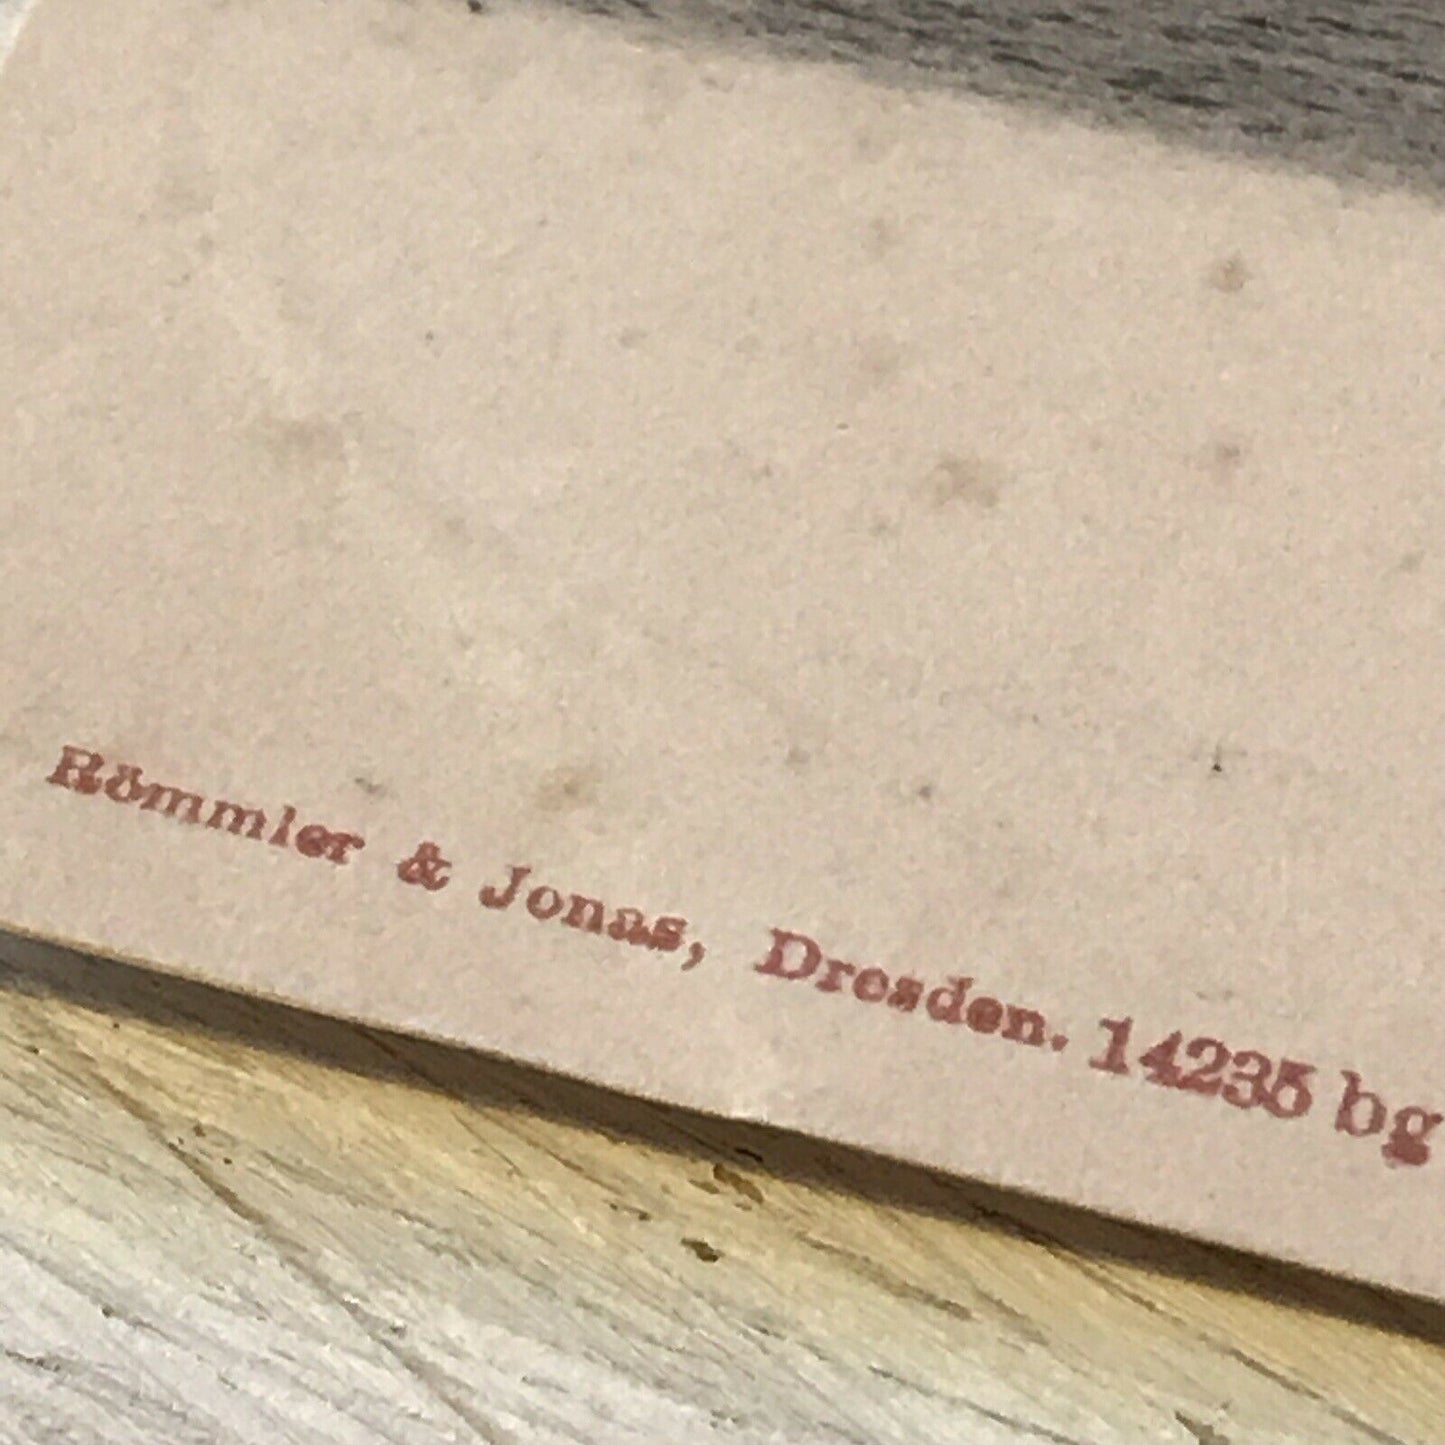 Römmler & Jonas, Dresden. 14235 bg